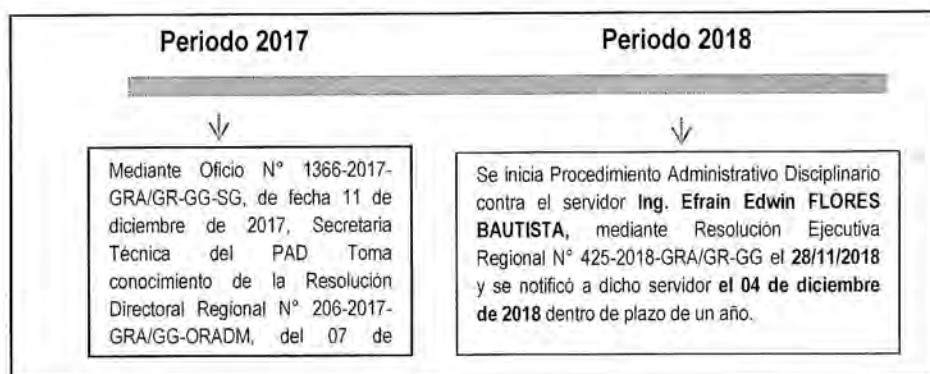 Periodo 2017
Periodo 2018
Mediante Oficio N° 1366-2017-
GRA/GR-GG-SG, de fecha 11 de
diciembre de 2017, Secretaria
Técnica del PAD Toma
conocimiento de la Resolución
Directoral Regional N° 206-2017-
GRA/GG-ORADM, del 07 de
Se inicia Procedimiento Administrativo Disciplinario
contra el servidor Ing. Efrain Edwin FLORES
BAUTISTA, mediante Resolución Ejecutiva
Regional N° 425-2018-GRA/GR-GG el 28/11/2018
y se notificó a dicho servidor el 04 de diciembre
de 2018 dentro de plazo de un año.